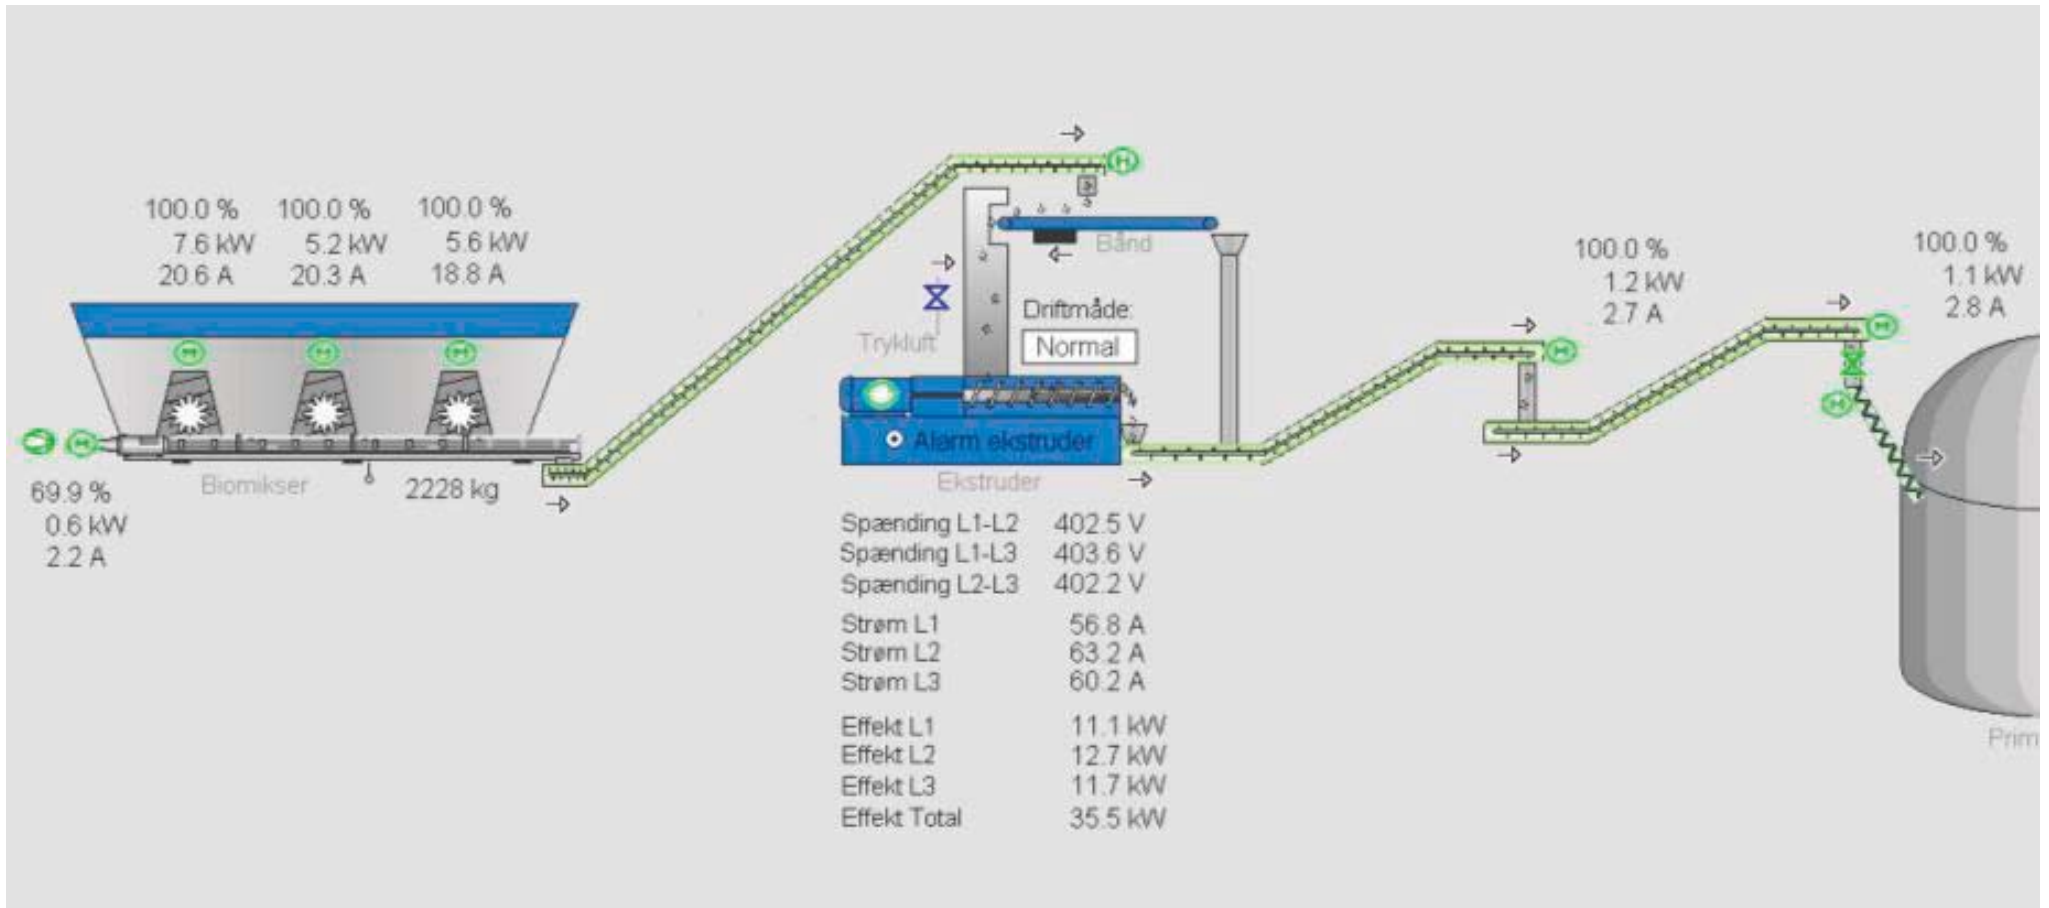 100.0 % 100.0 % 100.0 %
7.6 kW 5.2 kW 5.6 kW
20.6 A 20.3 A 18.8 A
69.9 %
0.6 kW
2.2 A
Biomikser
2228 kg
Bånd
Trykluft
Driftmåde:
Normal
Alarm ekstruder
Ekstruder
Spænding L1-L2 402.5 V
Spænding L1-L3 403.6 V
Spænding L2-L3 402.2 V
Strøm L1 56.8 A
Strøm L2 63.2 A
Strøm L3 60.2 A
Effekt L1 11.1 kW
Effekt L2 12.7 kW
Effekt L3 11.7 kW
Effekt Total 35.5 kW
100.0 %
1.2 kW
2.7 A
100.0 %
1.1 kW
2.8 A
Prim